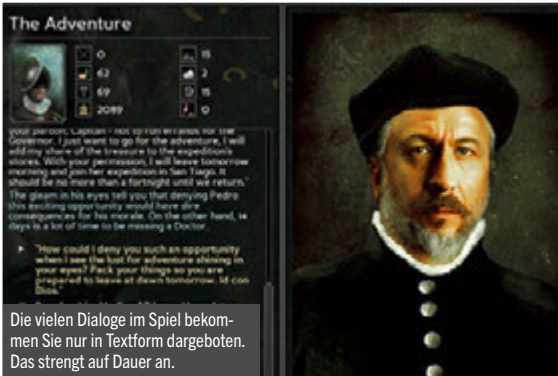 The Adventure
0
62
69
2089
15
2
15
0
your pardon, Capitan - not to run errands for the
Governor. I just want to go for the adventure, I will
add my share of the treasure to the expedition's
stores. With your permission, I will leave tomorrow
morning and join her expedition in San Tiago. It
should be no more than a fortnight until we return."
The gleam in his eyes tell you that denying Pedro
this exciting opportunity would have dire
consequences for his morale. On the other hand, 14
days is a lot of time to be missing a Doctor.
"How could I deny you such an opportunity
when I see the lust for adventure shining in
your eyes? Pack your things so you are
prepared to leave at dawn tomorrow. Id con
Dios."
Die vielen Dialoge im Spiel bekom-
men Sie nur in Textform dargeboten.
Das strengt auf Dauer an.